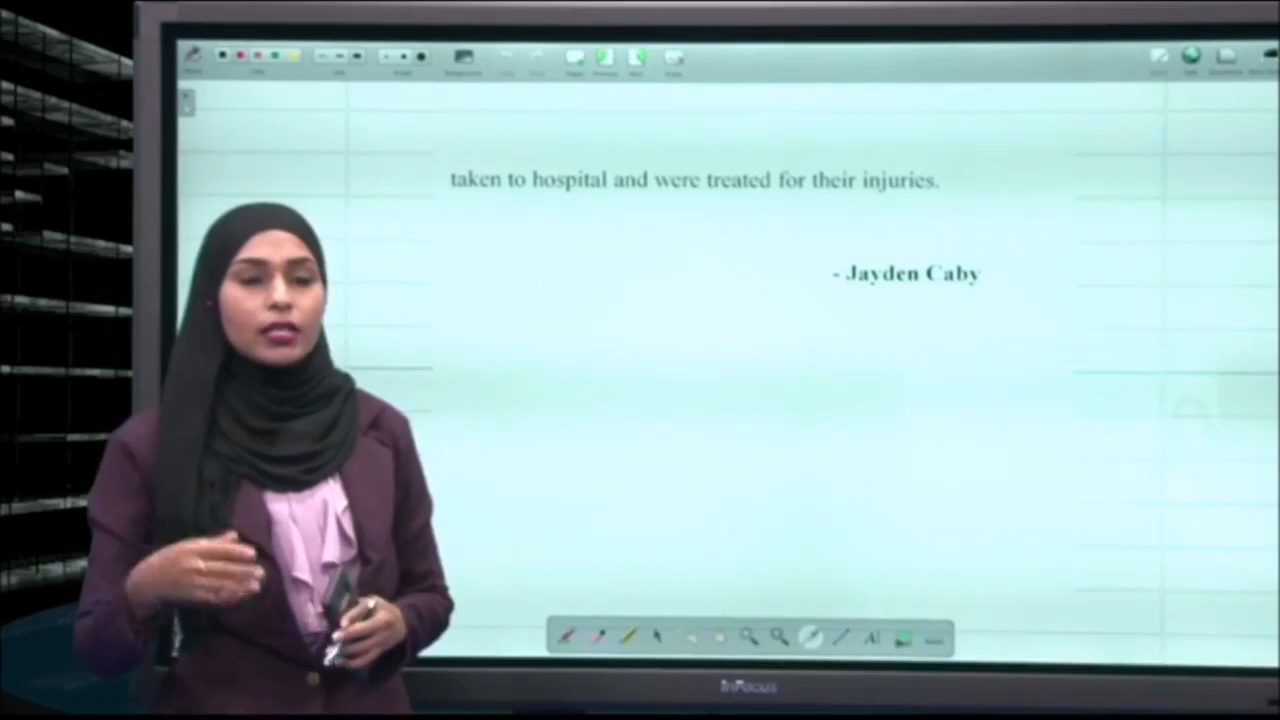 taken to hospital and were treated for their injuries.
- Jayden Caby
InFocus